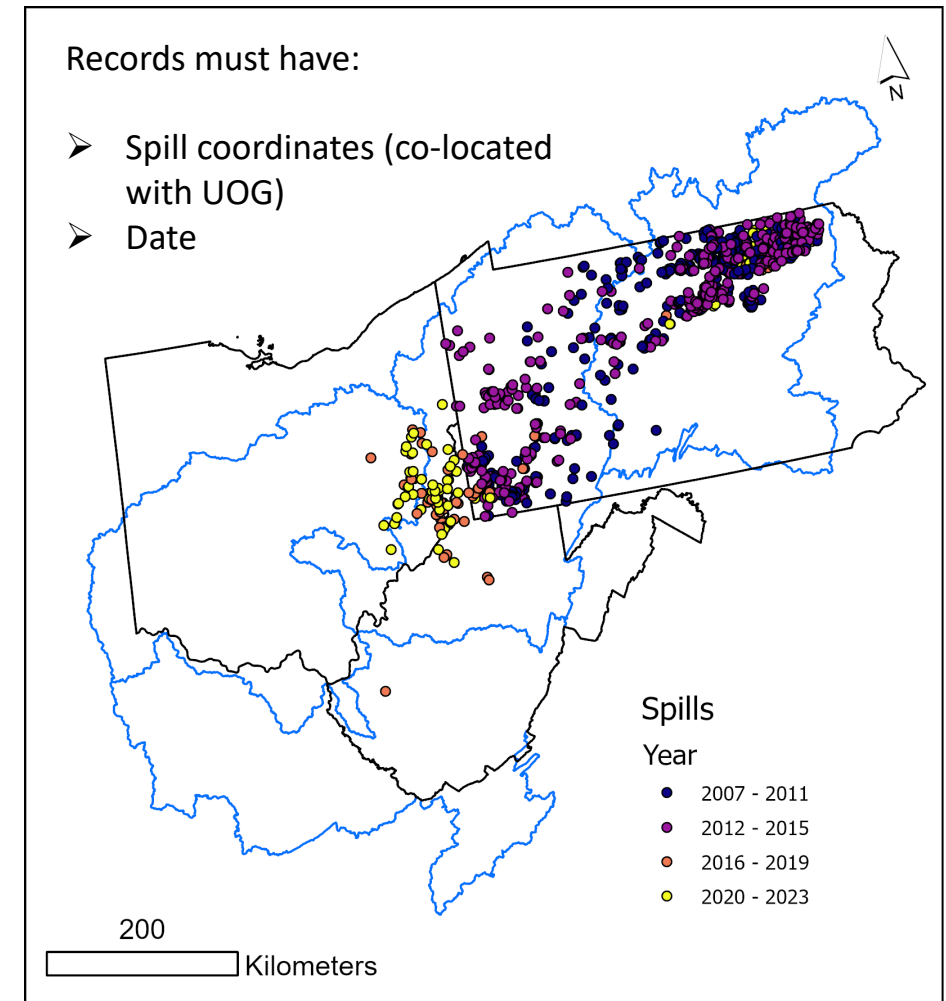 Records must have:
➢ Spill coordinates (co-located
with UOG)
➢ Date
N
Spills
Year
2007 - 2011
2012 - 2015
2016 - 2019
2020 - 2023
200
Kilometers